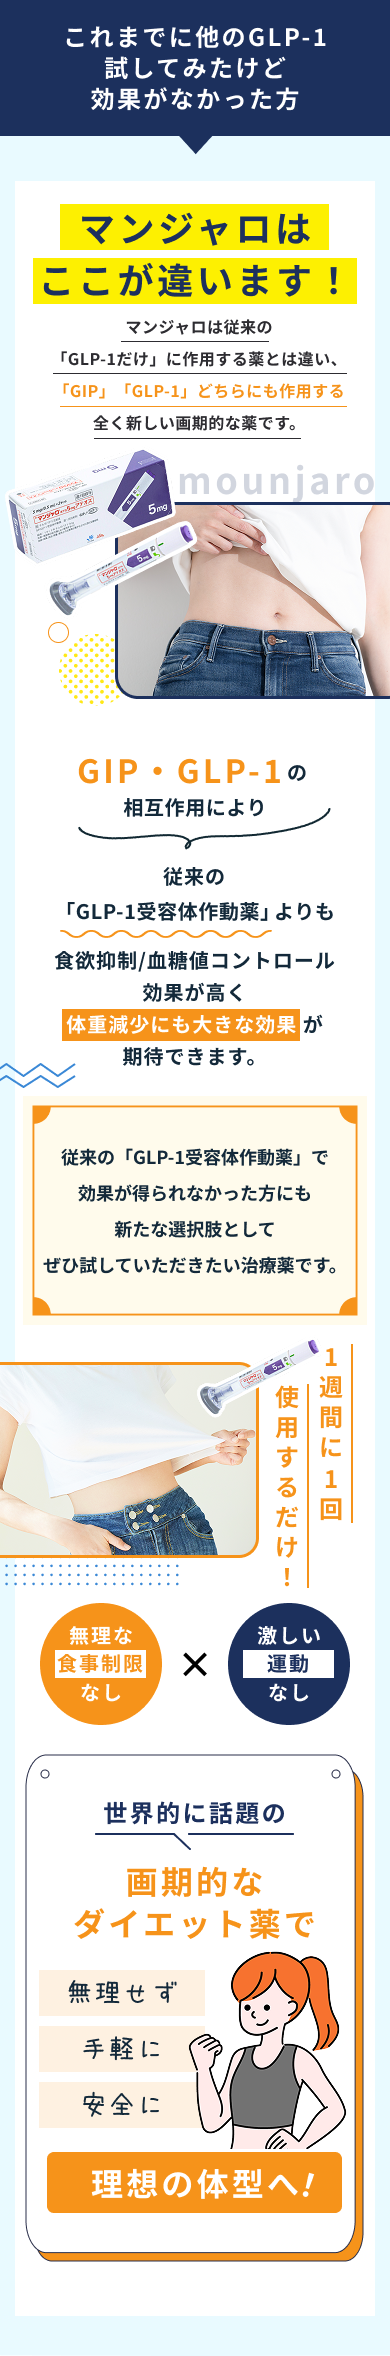 これまでに他のGLP-1
試してみたけど
効果がなかった方
マンジャロは
ここが違います！
マンジャロは従来の
「GLP-1だけ」に作用する薬とは違い、
「GIP」「GLP-1」どちらにも作用する
全く新しい画期的な薬です。
mounjaro
5mg
5mg
GIP・GLP-1の
相互作用により
従来の
「GLP-1受容体作動薬」よりも
食欲抑制/血糖値コントロール
効果が高く
体重減少にも大きな効果が
期待できます。
従来の「GLP-1受容体作動薬」で
効果が得られなかった方にも
新たな選択肢として
ぜひ試していただきたい治療薬です。
1週間に1回
使用するだけ！
無理な
食事制限
なし
×
激しい
運動
なし
世界的に話題の
画期的な
ダイエット薬で
無理せず
手軽に
安全に
理想の体型へ!